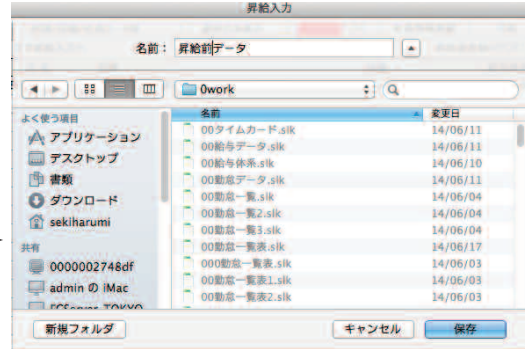 昇給入力
名前： 昇給前データ
0work
よく使う項目
アプリケーション
デスクトップ
書類
ダウンロード
sekiharumi
共有
0000002748df
admin の iMac
名前 変更日
00タイムカード.slk 14/06/11
00給与データ.slk 14/06/11
00給与体系.slk 14/06/10
00勤怠データ.slk 14/06/11
00勤怠一覧.slk 14/06/04
00勤怠一覧2.slk 14/06/04
00勤怠一覧3.slk 14/06/04
00勤怠一覧表.slk 14/06/17
000勤怠一覧表.slk 14/06/03
00勤怠一覧表1.slk 14/06/03
00勤怠一覧表2.slk 14/06/03
新規フォルダ キャンセル 保存